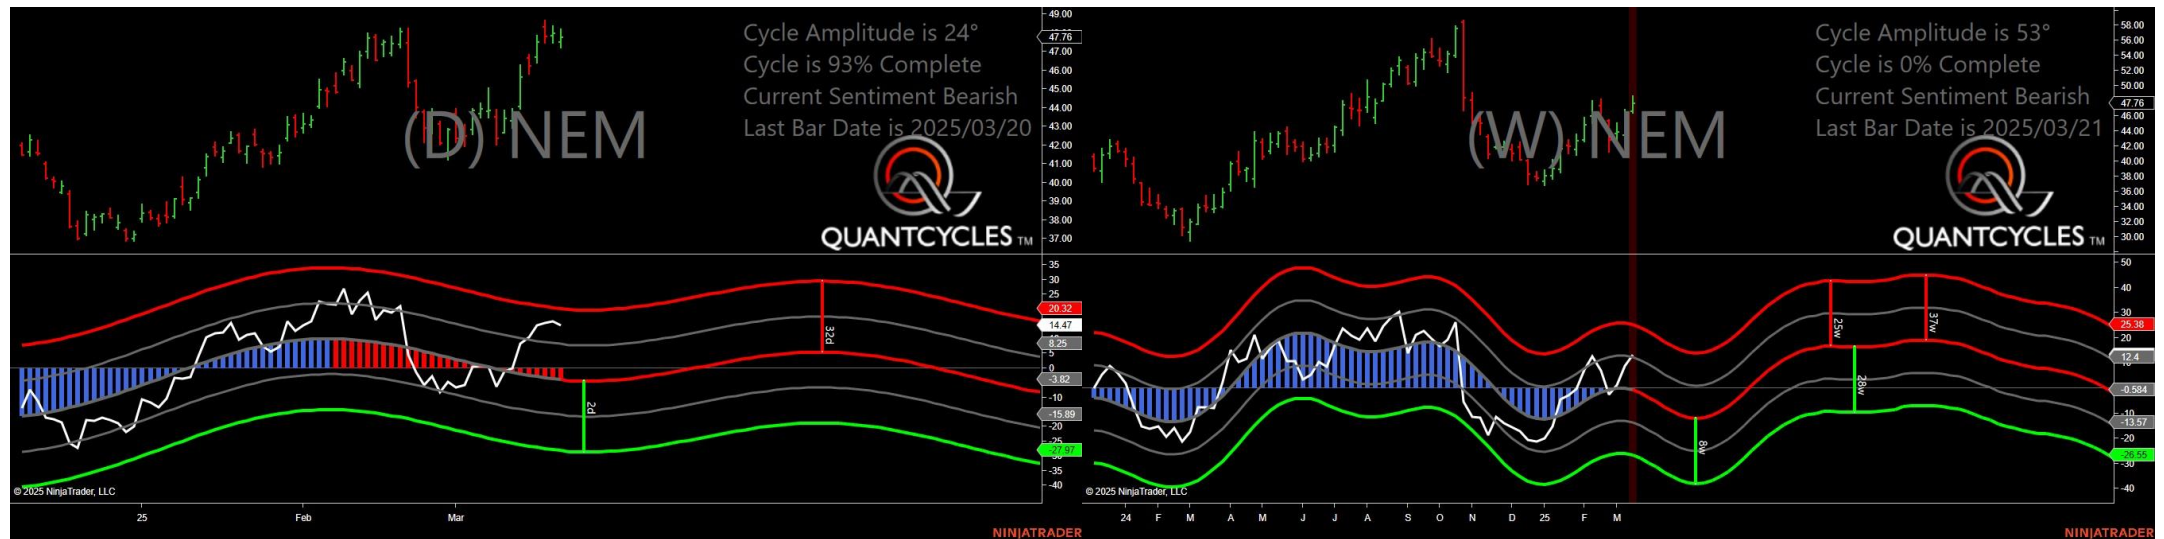 Cycle Amplitude is 24°
Cycle is 93% Complete
Current Sentiment Bearish
Last Bar Date is 2025/03/20
(D) NEM
QUANTCYCLES TM
49.00
47.76
47.00
46.00
45.00
44.00
43.00
42.00
41.00
40.00
39.00
38.00
37.00
35
30
25
20.32
14.47
8.25
5
0
-3.82
-10
-15.89
-20
-25
-27.97
-35
-40
32d
2d
© 2025 NinjaTrader, LLC
25 Feb Mar
NINJATRADER
Cycle Amplitude is 53°
Cycle is 0% Complete
Current Sentiment Bearish
Last Bar Date is 2025/03/21
(W) NEM
QUANTCYCLES TM
58.00
56.00
54.00
52.00
50.00
47.76
46.00
44.00
42.00
40.00
38.00
36.00
34.00
32.00
30.00
50
40
30
25.38
20
12.4
-0.584
-10
-13.57
-20
-26.55
-30
-40
25w
37w
28w
8w
© 2025 NinjaTrader, LLC
24 F M A M J J A S O N D 25 F M
NINJATRADER